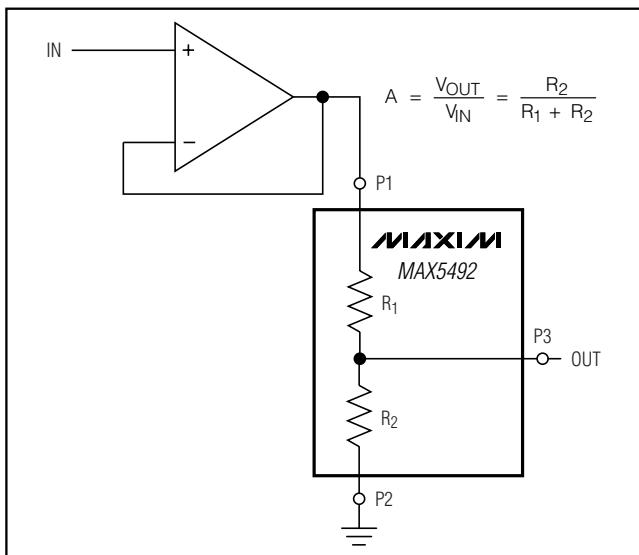 IN
+
−
A = VOUT / VIN = R2 / (R1 + R2)
P1
MAXIM
MAX5492
R1
P3
OUT
R2
P2